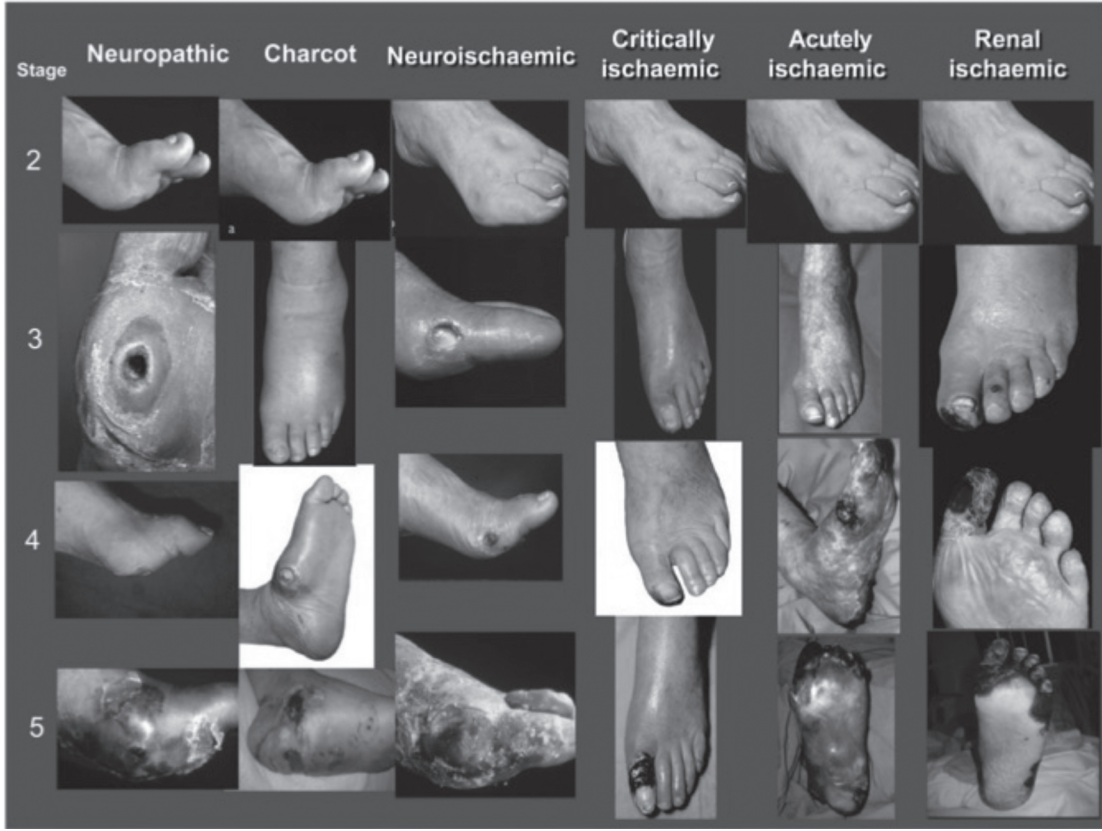 Stage
Neuropathic
Charcot
Neuroischaemic
Critically
ischaemic
Acutely
ischaemic
Renal
ischaemic
2
a
3
4
5